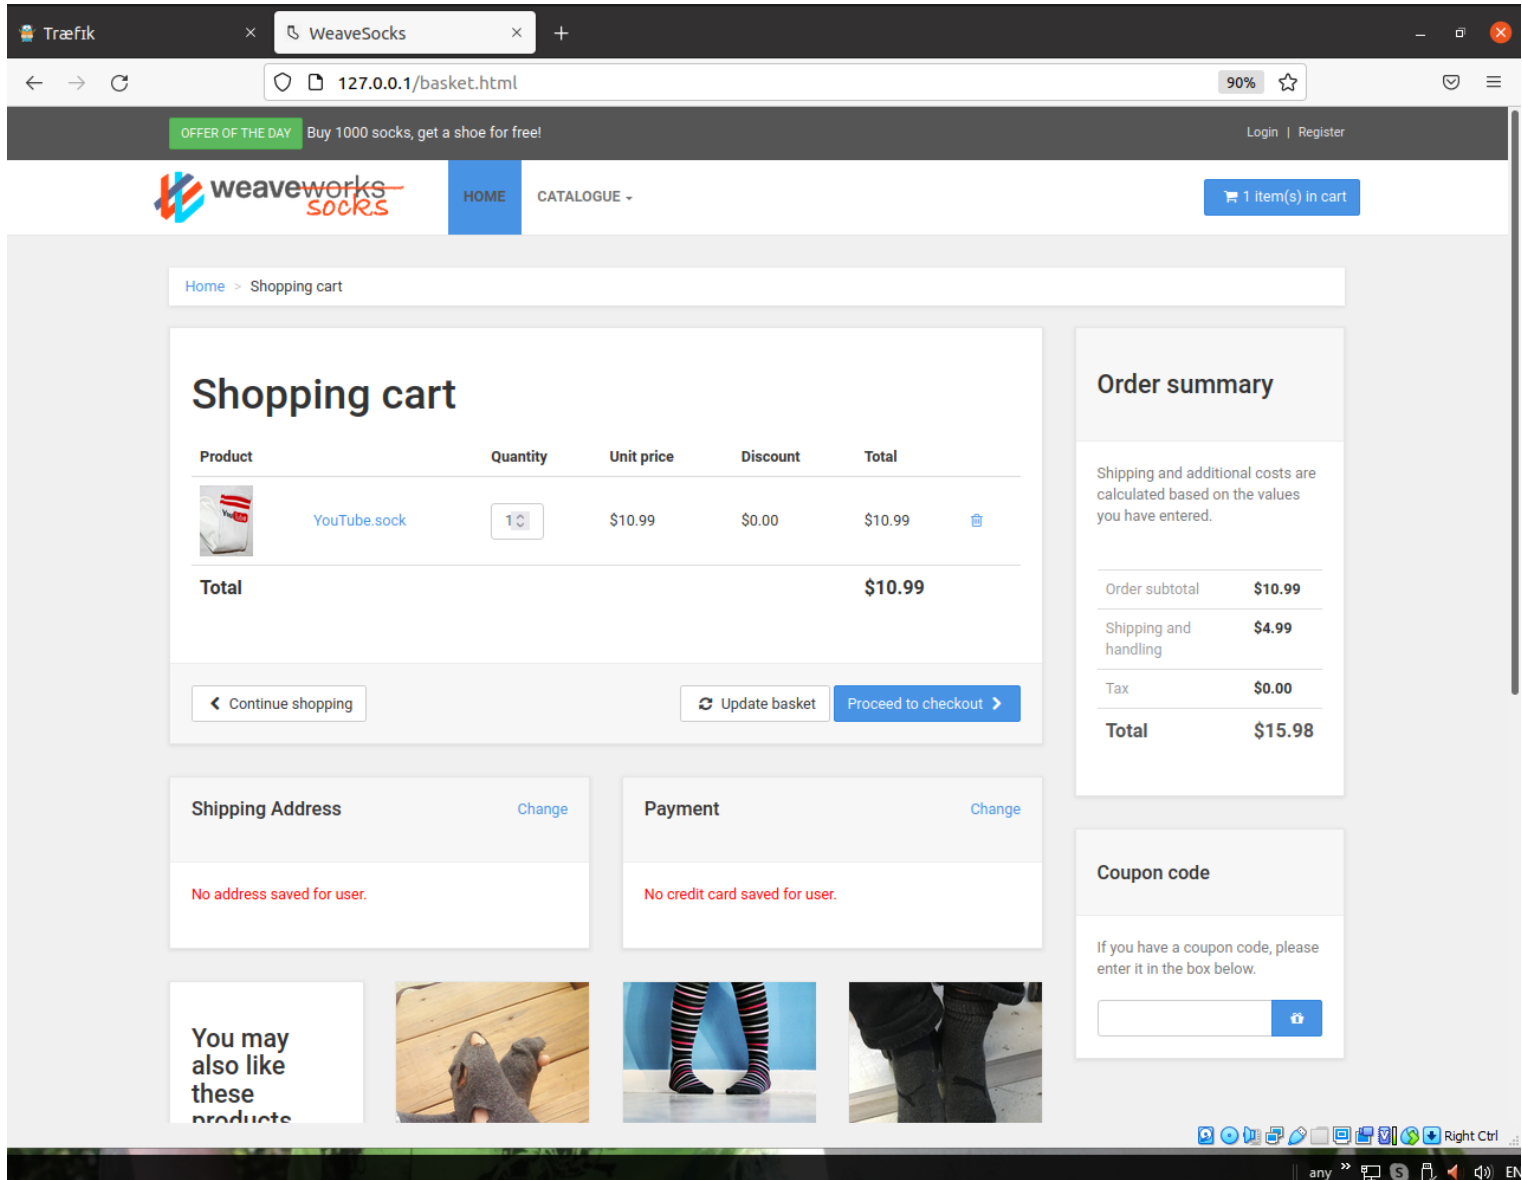 Træfɪk
WeaveSocks
127.0.0.1/basket.html
90%
OFFER OF THE DAY Buy 1000 socks, get a shoe for free!
Login | Register
weaveworks
socks
HOME
CATALOGUE
1 item(s) in cart
Home > Shopping cart
Shopping cart
Product Quantity Unit price Discount Total
You Tube
YouTube.sock 1 $10.99 $0.00 $10.99
Total $10.99
Continue shopping
Update basket
Proceed to checkout
Order summary
Shipping and additional costs are
calculated based on the values
you have entered.
Order subtotal $10.99
Shipping and $4.99
handling
Tax $0.00
Total $15.98
Shipping Address Change
No address saved for user.
Payment Change
No credit card saved for user.
Coupon code
If you have a coupon code, please
enter it in the box below.
You may
also like
these
products
Right Ctrl
any
EN